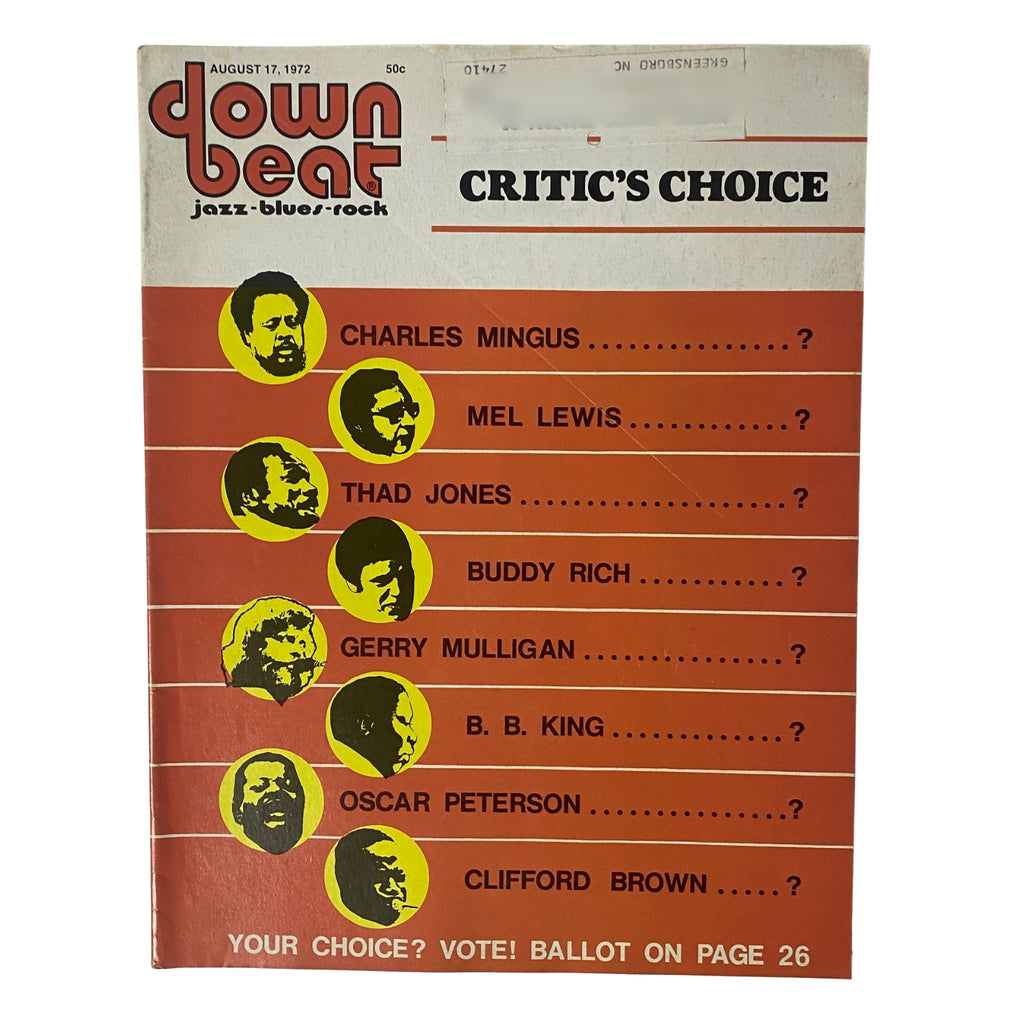 AUGUST 17, 1972 50c
down
beat®
jazz-blues-rock
GREENSBORO NC 27410
CRITIC'S CHOICE
CHARLES MINGUS...............?
MEL LEWIS............?
THAD JONES....................?
BUDDY RICH...........?
GERRY MULLIGAN...............?
B. B. KING.............?
OSCAR PETERSON...............?
CLIFFORD BROWN.....?
YOUR CHOICE? VOTE! BALLOT ON PAGE 26